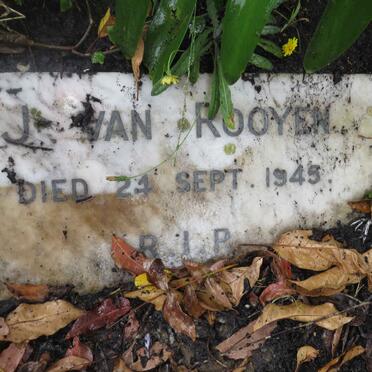 J VAN ROOYEN
DIED 24 SEPT 1945
R.I.P.